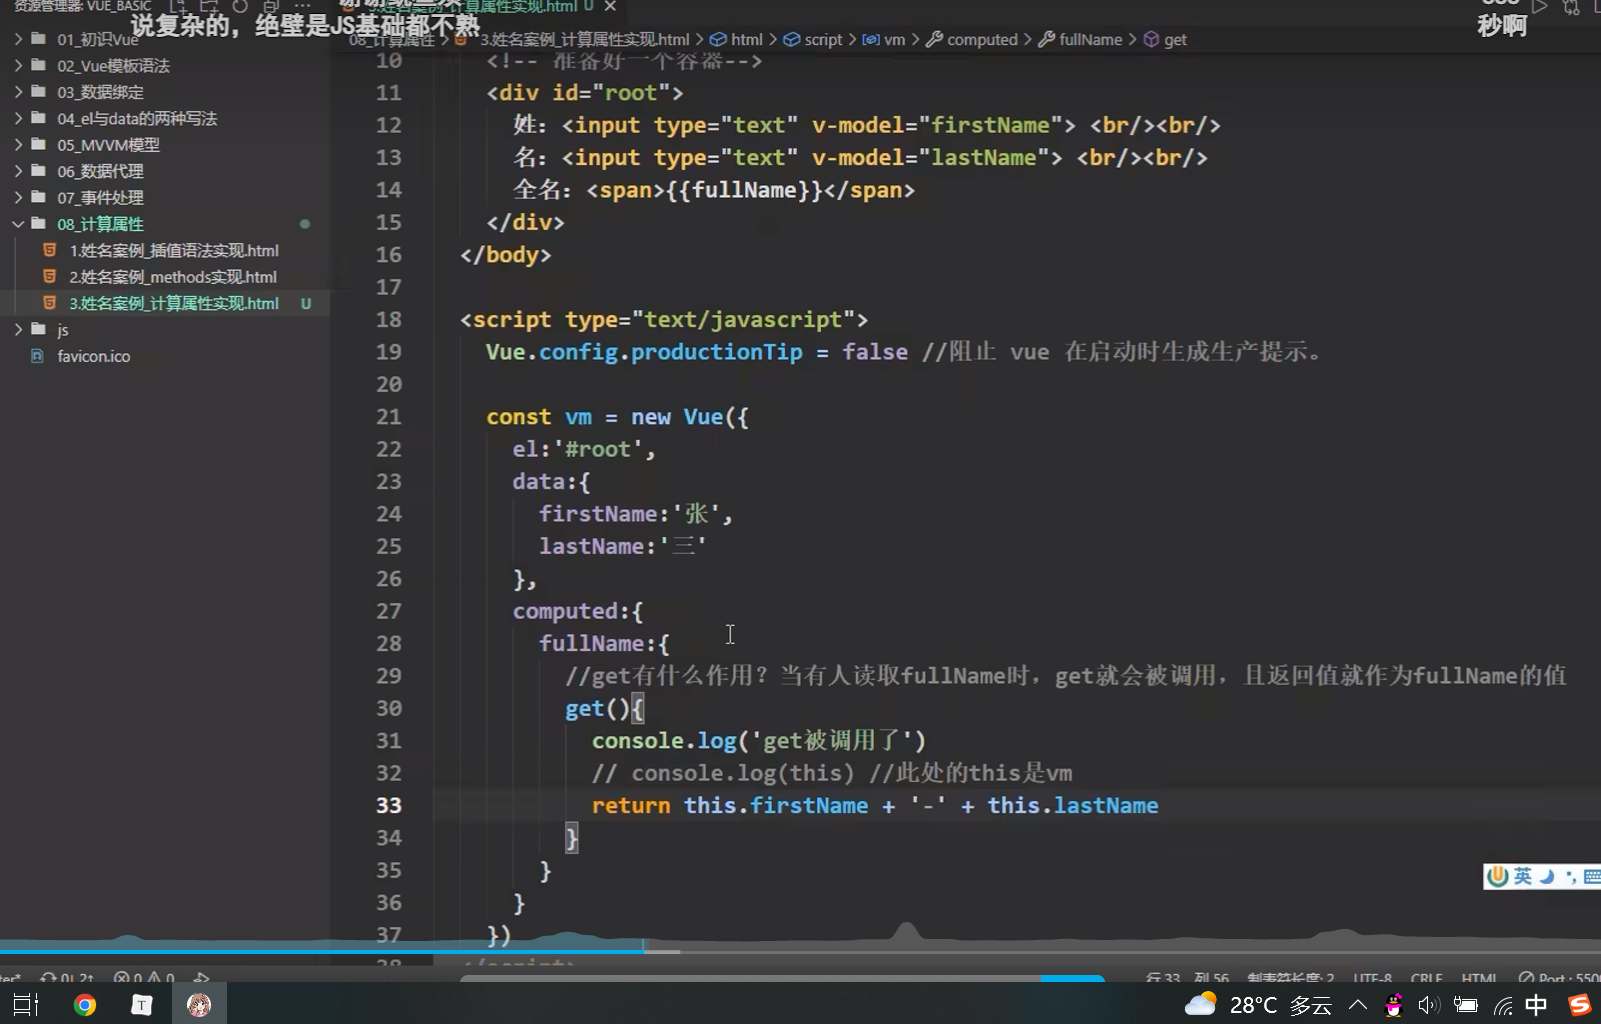 资源管理器: VUE_BASIC
3.姓名案例_计算属性实现.html U
说复杂的，绝壁是JS基础都不熟
秒啊
08_计算属性 > 3.姓名案例_计算属性实现.html > html > script > vm > computed > fullName > get
01_初识Vue
02_Vue模板语法
03_数据绑定
04_el与data的两种写法
05_MVVM模型
06_数据代理
07_事件处理
08_计算属性
1.姓名案例_插值语法实现.html
2.姓名案例_methods实现.html
3.姓名案例_计算属性实现.html U
js
favicon.ico
10 <!-- 准备好一个容器-->
11 <div id="root">
12 姓：<input type="text" v-model="firstName"> <br/><br/>
13 名：<input type="text" v-model="lastName"> <br/><br/>
14 全名：<span>{{fullName}}</span>
15 </div>
16 </body>
17
18 <script type="text/javascript">
19 Vue.config.productionTip = false //阻止 vue 在启动时生成生产提示。
20
21 const vm = new Vue({
22 el:'#root',
23 data:{
24 firstName:'张',
25 lastName:'三'
26 },
27 computed:{
28 fullName:{
29 //get有什么作用？当有人读取fullName时，get就会被调用，且返回值就作为fullName的值
30 get(){
31 console.log('get被调用了')
32 // console.log(this) //此处的this是vm
33 return this.firstName + '-' + this.lastName
34 }
35 }
36 }
37 })
38 </script>
英
行 33，列 56 制表符长度: 2 UTF-8 CRLF HTML Port : 5500
28°C 多云
中